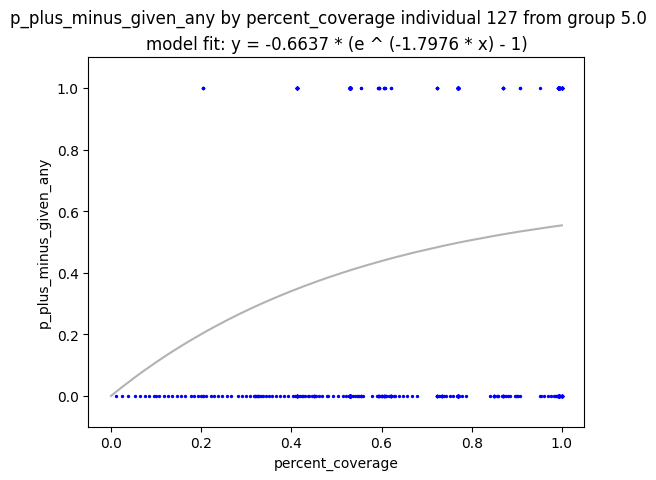 p_plus_minus_given_any by percent_coverage individual 127 from group 5.0
model fit: y = -0.6637 * (e ^ (-1.7976 * x) - 1)
1.0
0.8
0.6
0.4
0.2
0.0
p_plus_minus_given_any
0.0 0.2 0.4 0.6 0.8 1.0
percent_coverage